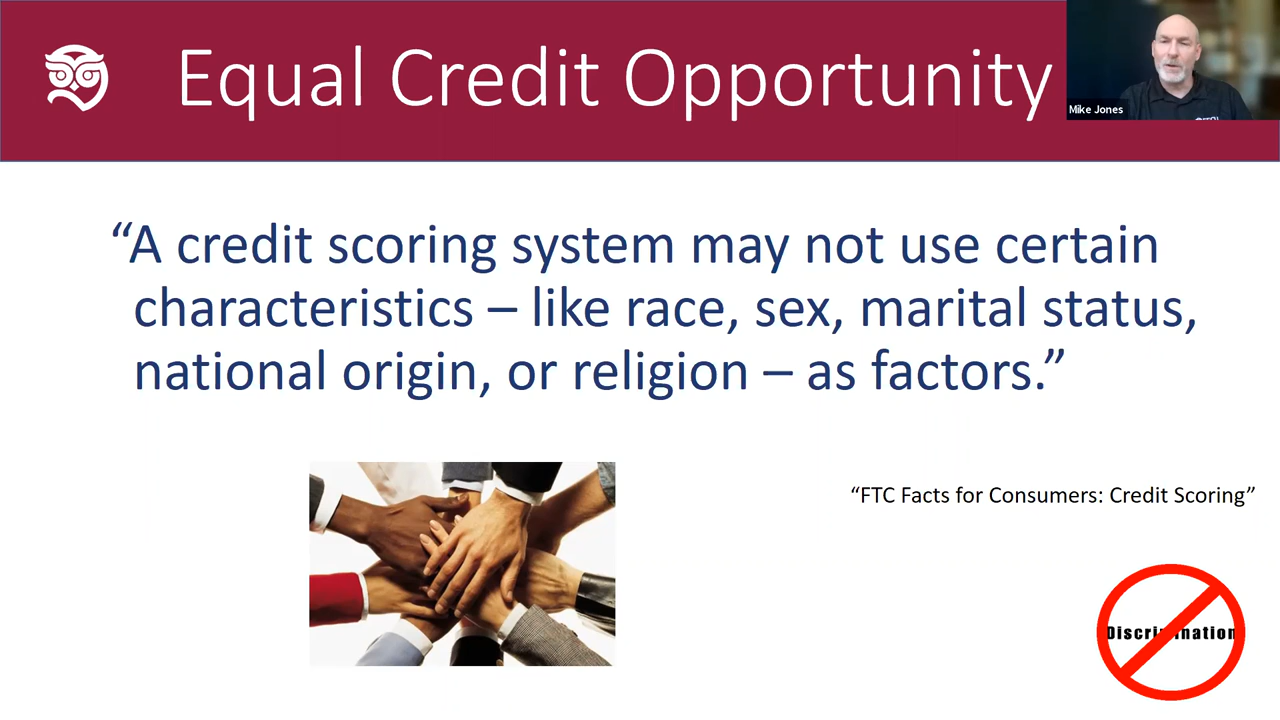 Equal Credit Opportunity
Mike Jones
“A credit scoring system may not use certain
characteristics – like race, sex, marital status,
national origin, or religion – as factors.”
“FTC Facts for Consumers: Credit Scoring”
Discrimination